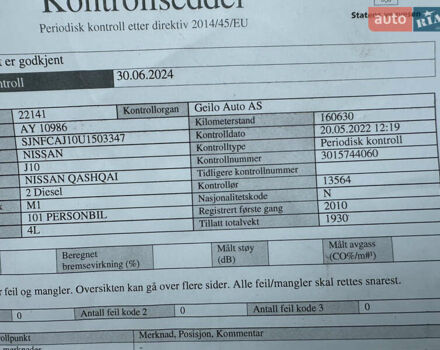 Kontrollseddel
Periodisk kontroll etter direktiv 2014/45/EU
Statens vegvesen
auto RIA
er godkjent
ntroll 30.06.2024
22141 Kontrollorgan Geilo Auto AS
AY 10986 Kilometerstand 160630
SJNFCAJ10U1503347 Kontrolldato 20.05.2022 12:19
NISSAN Kontrolltype Periodisk kontroll
J10 Kontrollnummer 3015744060
NISSAN QASHQAI Tidligere kontrollnummer
2 Diesel Kontrollør 13564
M1 Nasjonalitetskode N
101 PERSONBIL Registrert første gang 2010
4L Tillatt totalvekt 1930
Beregnet bremsevirkning (%) Målt støy (dB) Målt avgass (CO%/m#¹)
r feil og mangler. Oversikten kan gå over flere sider. Alle feil/mangler skal rettes snarest.
0 Antall feil kode 2 0 Antall feil kode 3 0
ollpunkt Merknad, Posisjon, Kommentar
merknader -